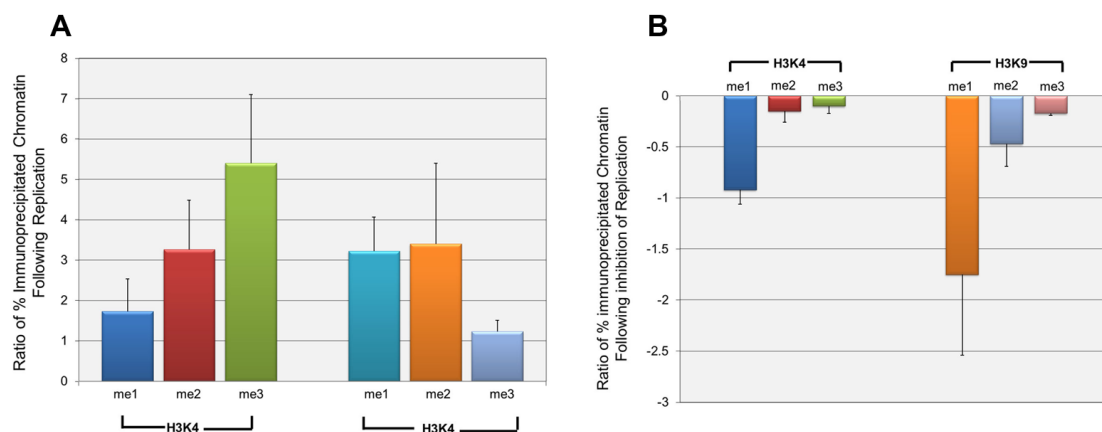 A
Ratio of % Immunoprecipitated Chromatin
Following Replication
8
7
6
5
4
3
2
1
0
me1 me2 me3 me1 me2 me3
H3K4 H3K4
B
Ratio of % immunoprecipitated Chromatin
Following inhibition of Replication
H3K4 H3K9
me1 me2 me3 me1 me2 me3
0
-0.5
-1
-1.5
-2
-2.5
-3